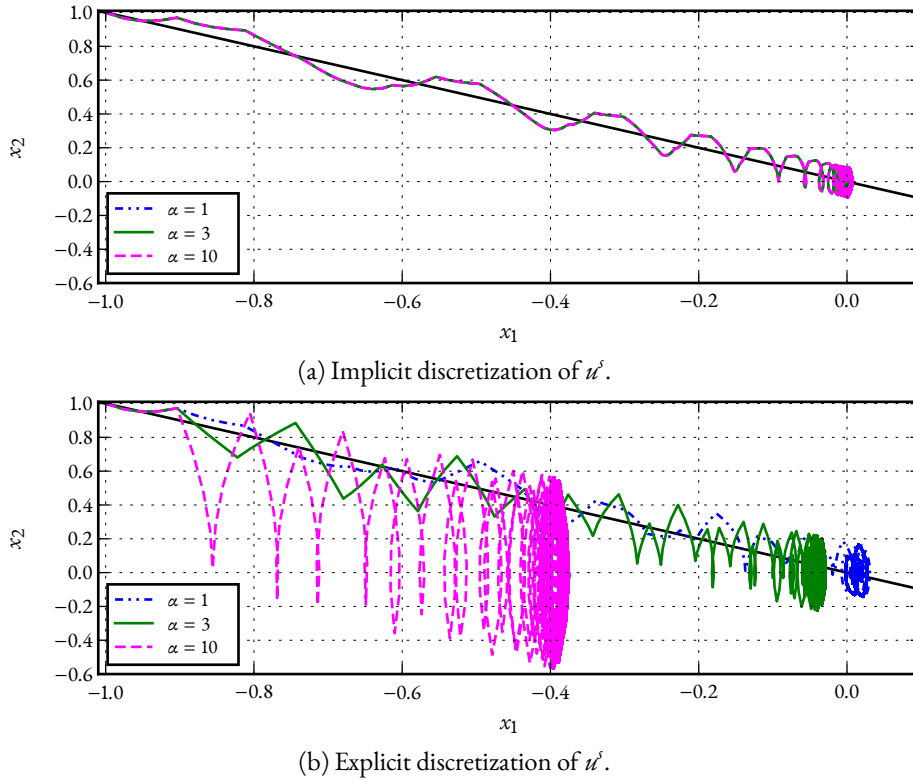 1.0
0.8
0.6
0.4
0.2
0.0
−0.2
−0.4
−0.6
x₂
α = 1
α = 3
α = 10
−1.0 −0.8 −0.6 −0.4 −0.2 0.0
x₁
(a) Implicit discretization of uˢ.
1.0
0.8
0.6
0.4
0.2
0.0
−0.2
−0.4
−0.6
x₂
α = 1
α = 3
α = 10
−1.0 −0.8 −0.6 −0.4 −0.2 0.0
x₁
(b) Explicit discretization of uˢ.